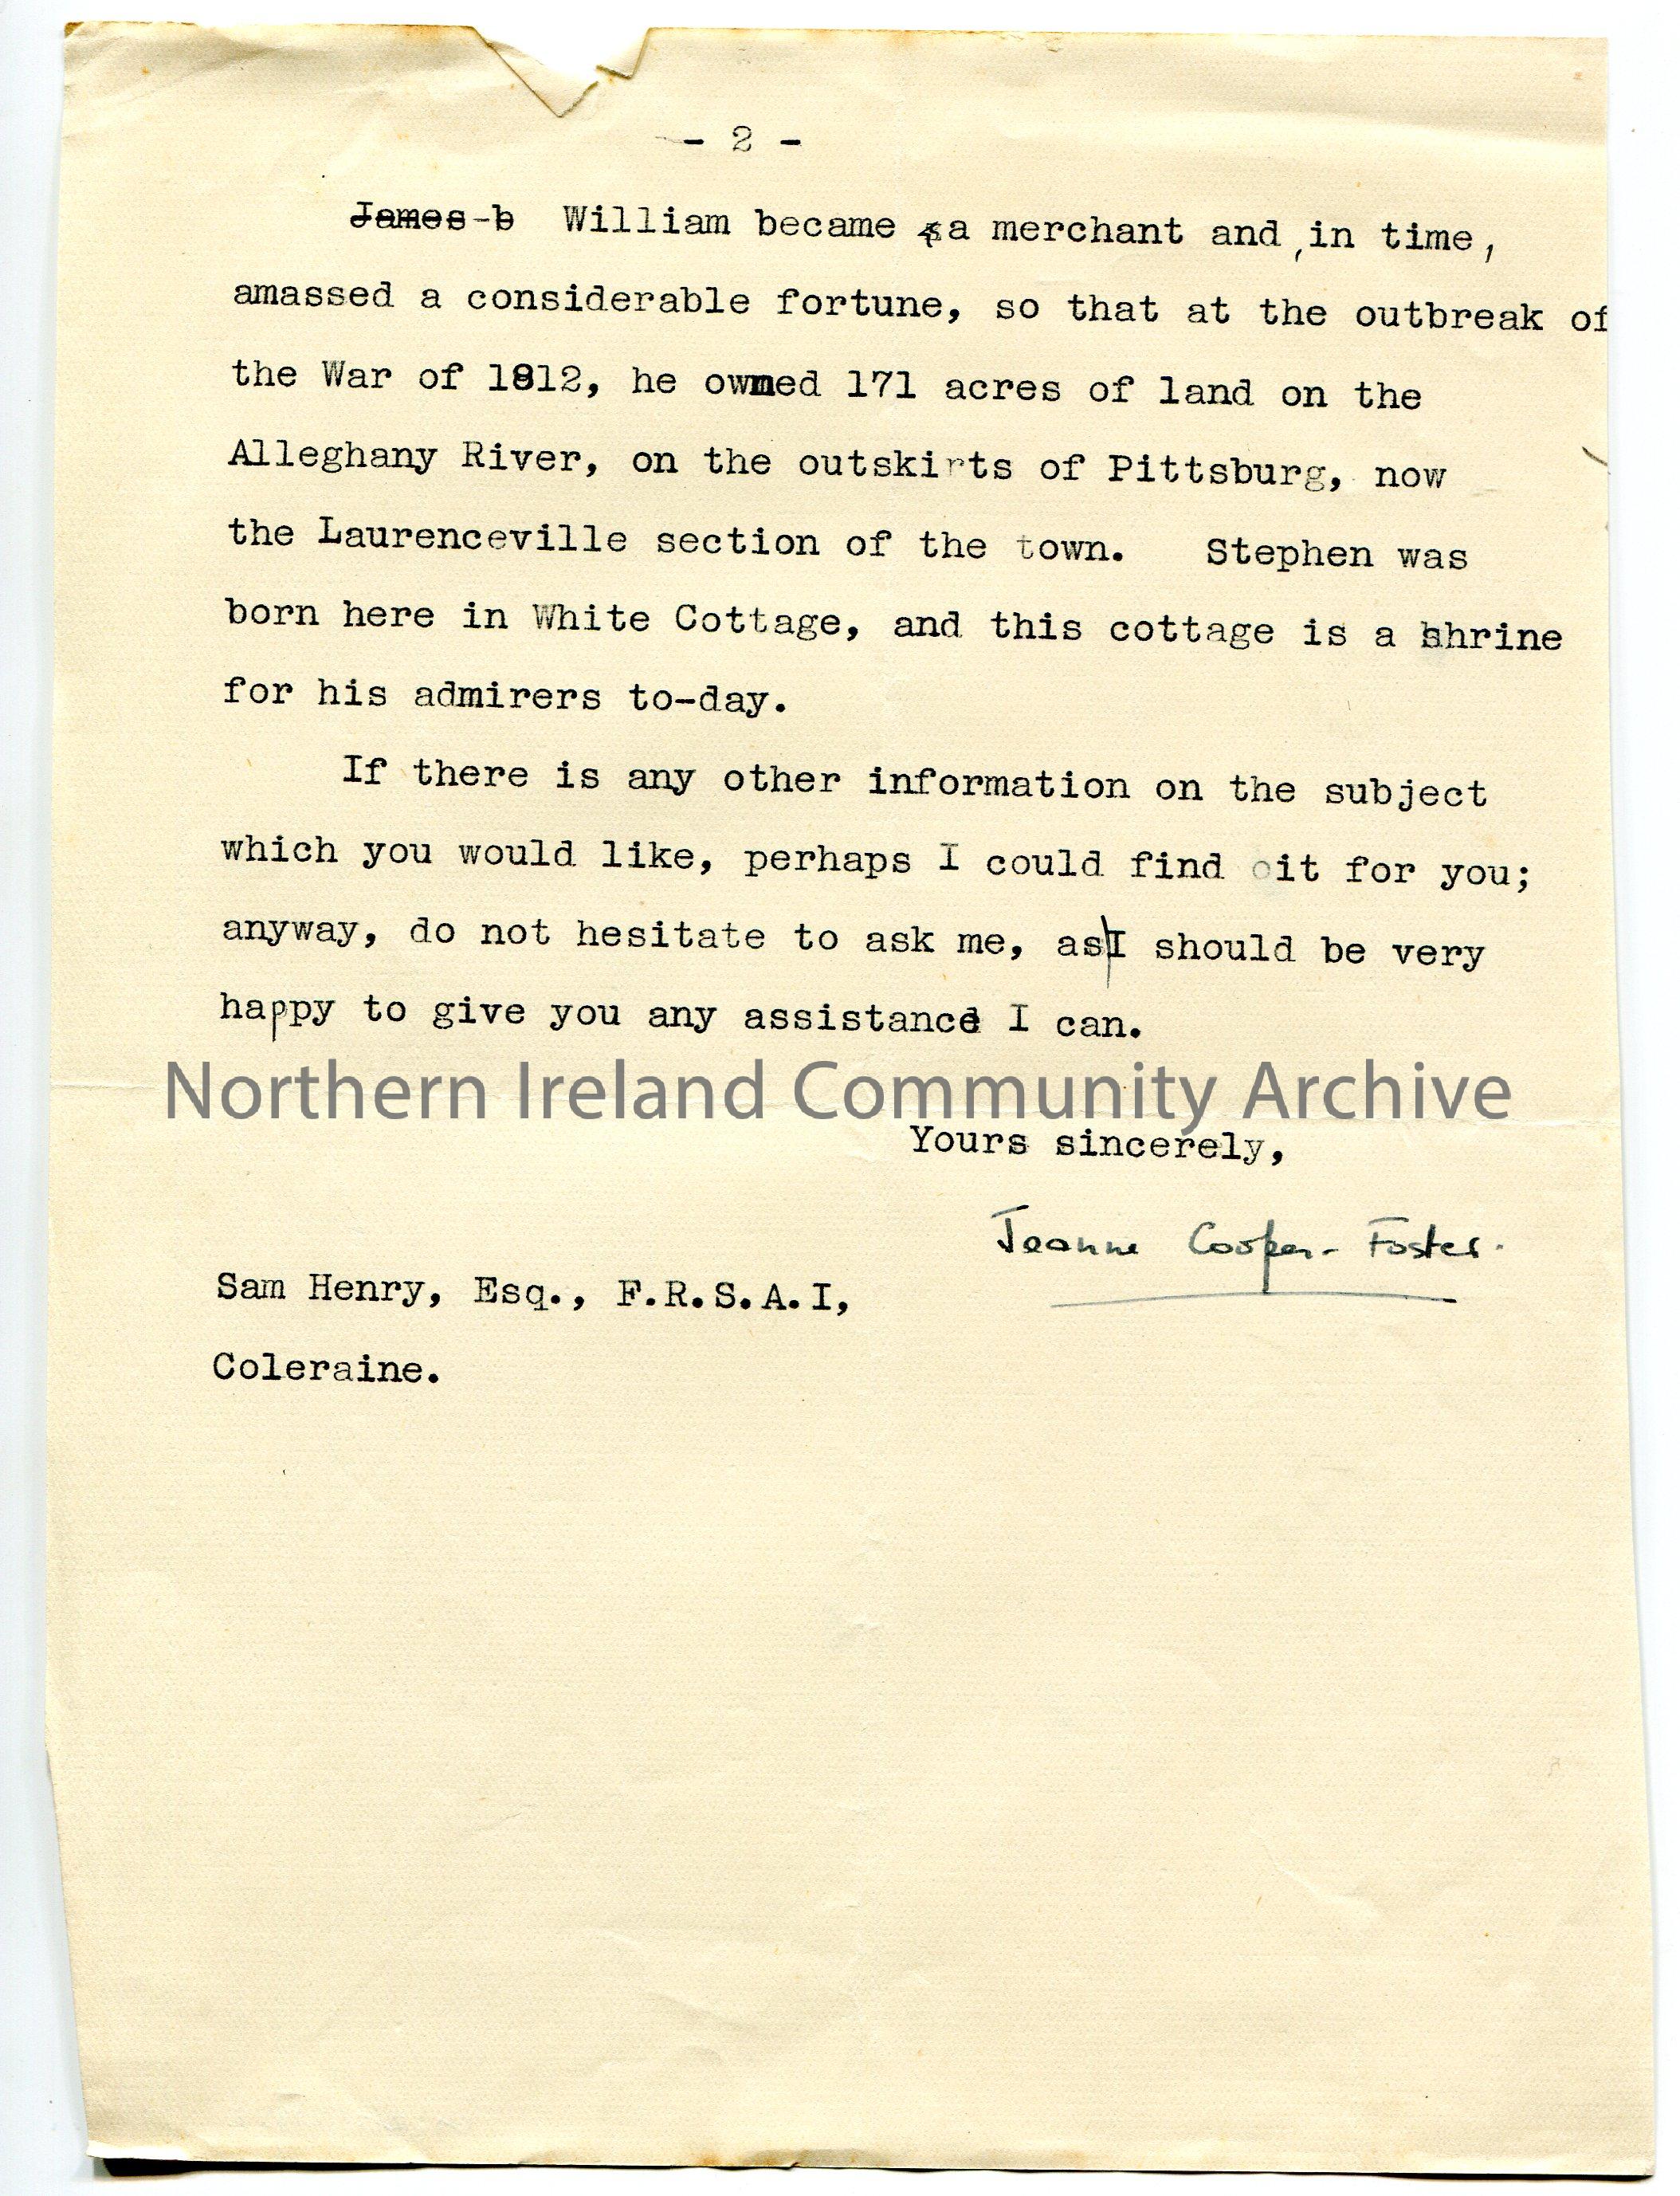 - 2 -
James b William became a merchant and, in time,
amassed a considerable fortune, so that at the outbreak of
the War of 1812, he owned 171 acres of land on the
Alleghany River, on the outskirts of Pittsburg, now
the Laurenceville section of the town. Stephen was
born here in White Cottage, and this cottage is a shrine
for his admirers to-day.
If there is any other information on the subject
which you would like, perhaps I could find it for you;
anyway, do not hesitate to ask me, as I should be very
happy to give you any assistance I can.
Northern Ireland Community Archive
Yours sincerely,
Jeanne Cooper-Foster.
Sam Henry, Esq., F.R.S.A.I,
Coleraine.